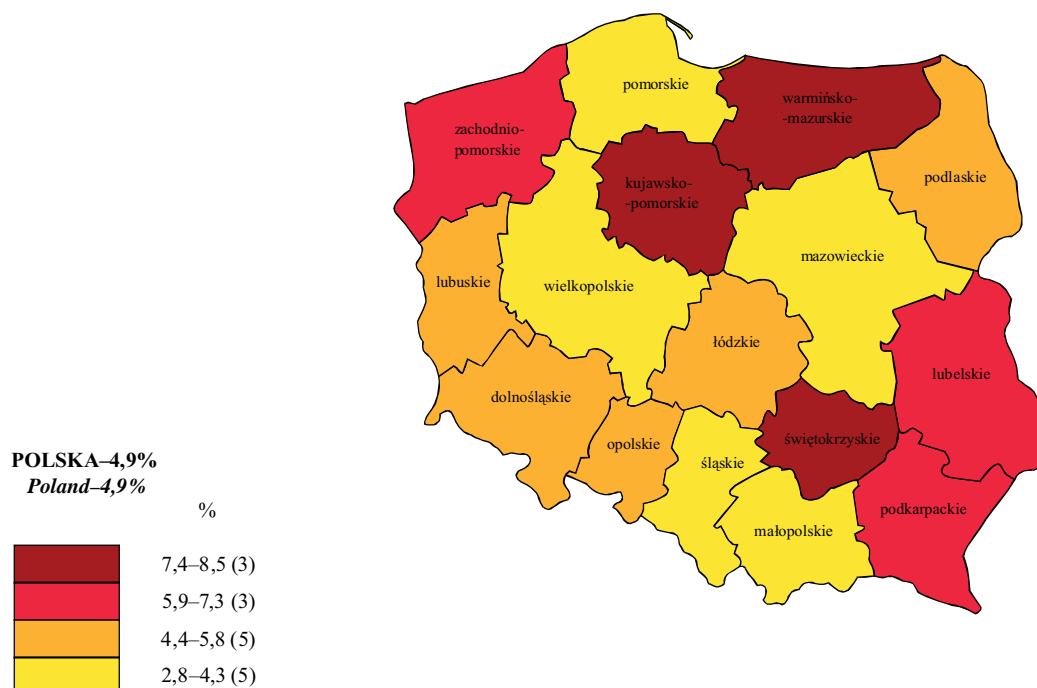 pomorskie
warmińsko-
-mazurskie
zachodnio-
pomorskie
podlaskie
kujawsko-
-pomorskie
mazowieckie
lubuskie
wielkopolskie
łódzkie
lubelskie
dolnośląskie
opolskie
świętokrzyskie
śląskie
podkarpackie
małopolskie
POLSKA–4,9%
Poland–4,9%
%
7,4–8,5 (3)
5,9–7,3 (3)
4,4–5,8 (5)
2,8–4,3 (5)